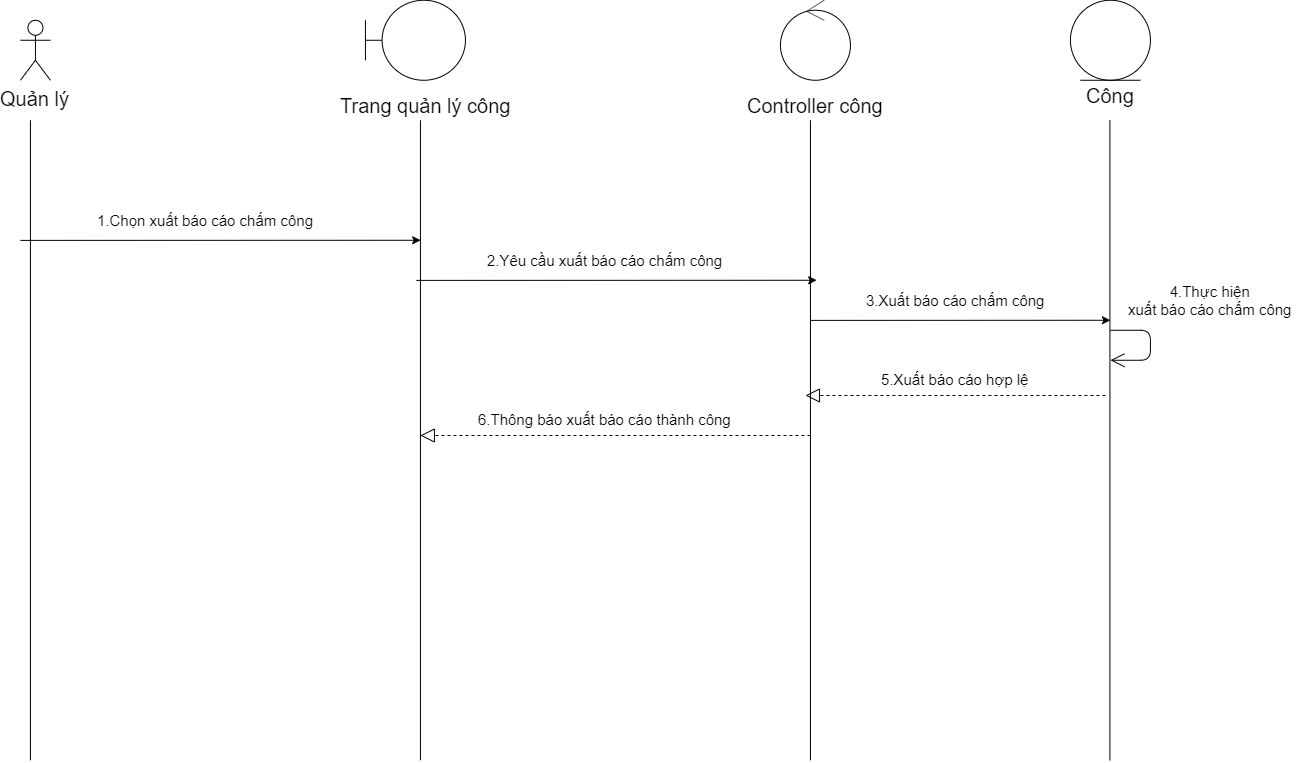 Quản lý
Trang quản lý công
Controller công
Công
1.Chọn xuất báo cáo chấm công
2.Yêu cầu xuất báo cáo chấm công
3.Xuất báo cáo chấm công
4.Thực hiện
xuất báo cáo chấm công
5.Xuất báo cáo hợp lệ
6.Thông báo xuất báo cáo thành công